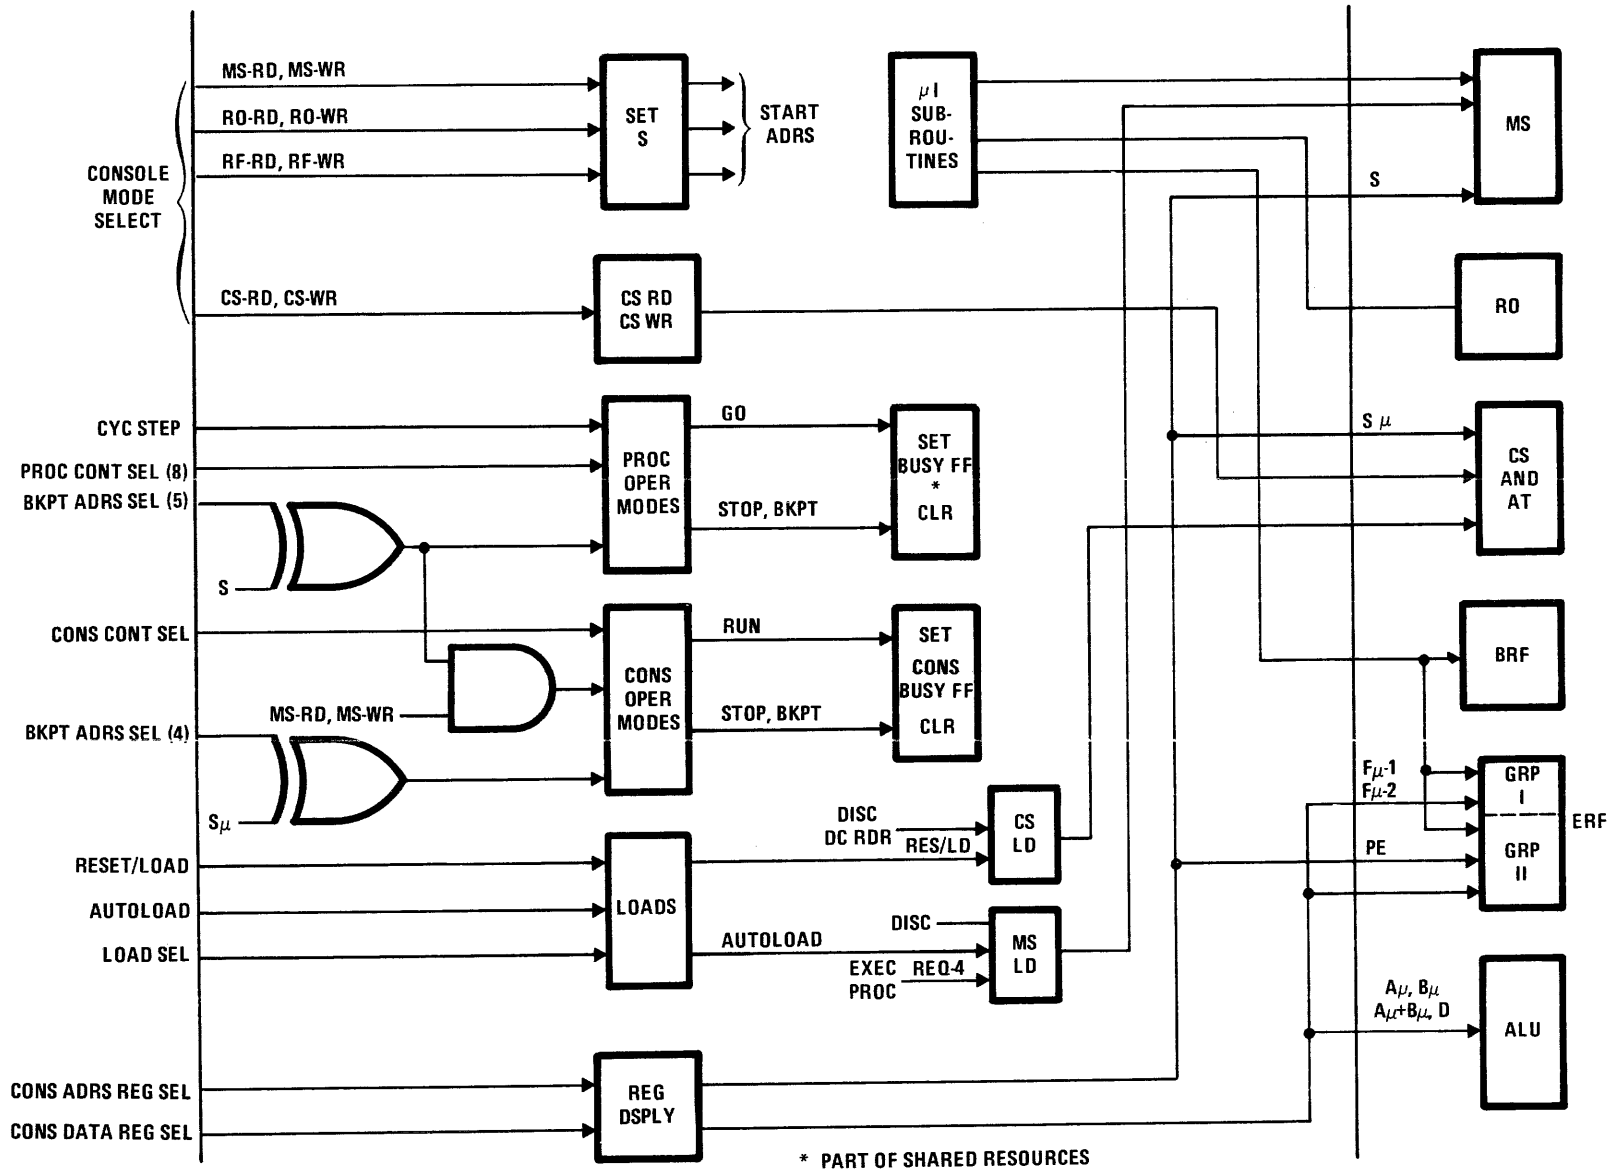 CONSOLE
MODE
SELECT
MS-RD, MS-WR
RO-RD, RO-WR
RF-RD, RF-WR
SET
S
START
ADRS
μI
SUB-
ROU-
TINES
S
MS
CS-RD, CS-WR
CS RD
CS WR
RO
CYC STEP
PROC CONT SEL (8)
BKPT ADRS SEL (5)
S
PROC
OPER
MODES
GO
STOP, BKPT
SET
BUSY FF
*
CLR
Sμ
CS
AND
AT
CONS CONT SEL
MS-RD, MS-WR
BKPT ADRS SEL (4)
Sμ
CONS
OPER
MODES
RUN
STOP, BKPT
SET
CONS
BUSY FF
CLR
BRF
Fμ-1
Fμ-2
GRP
I
GRP
II
ERF
PE
RESET/LOAD
AUTOLOAD
LOAD SEL
LOADS
DISC
DC RDR
RES/LD
CS
LD
AUTOLOAD
DISC
EXEC
PROC
REQ-4
MS
LD
Aμ, Bμ
Aμ+Bμ, D
ALU
CONS ADRS REG SEL
CONS DATA REG SEL
REG
DSPLY
* PART OF SHARED RESOURCES